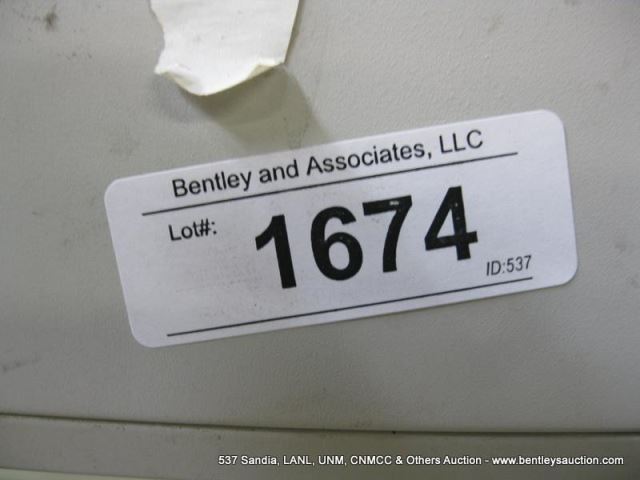 Bentley and Associates, LLC
Lot#: 1674
ID:537
537 Sandia, LANL, UNM, CNMCC & Others Auction - www.bentleysauction.com